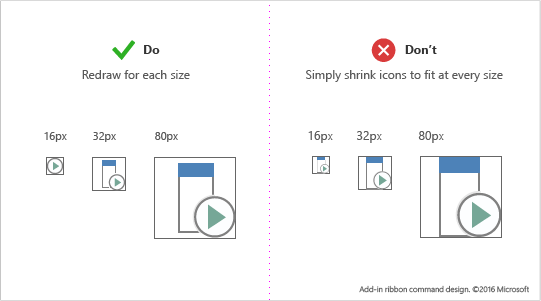 Do
Redraw for each size
16px 32px 80px
Don't
Simply shrink icons to fit at every size
16px 32px 80px
Add-in ribbon command design. ©2016 Microsoft